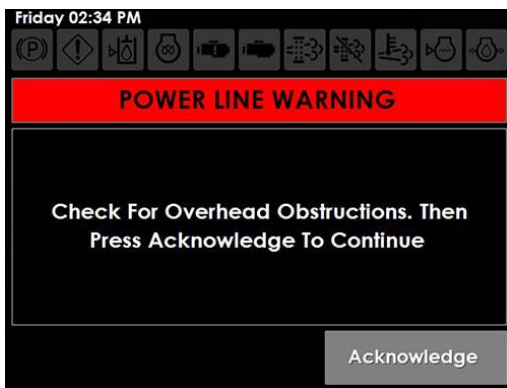 Friday 02:34 PM
POWER LINE WARNING
Check For Overhead Obstructions. Then
Press Acknowledge To Continue
Acknowledge